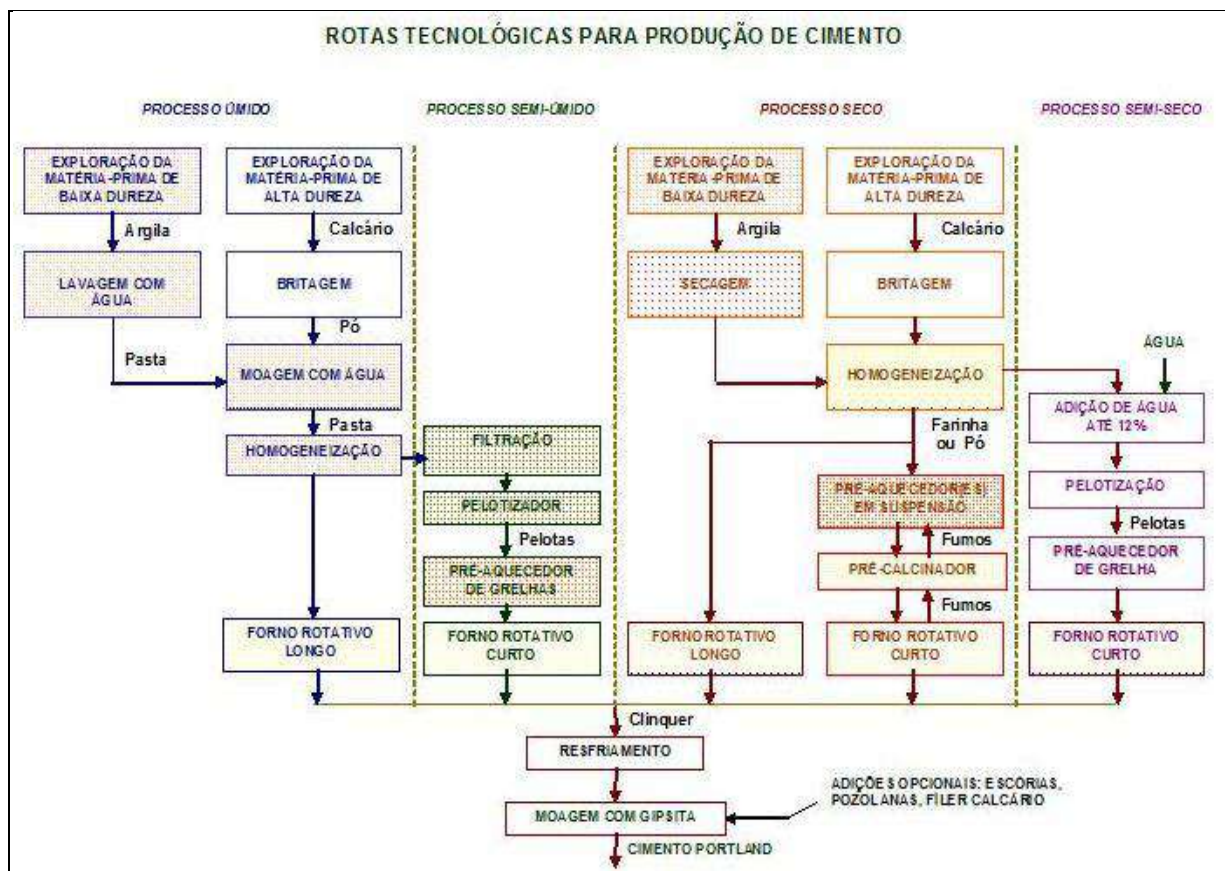 ROTAS TECNOLÓGICAS PARA PRODUÇÃO DE CIMENTO
PROCESSO ÚMIDO
PROCESSO SEMI-ÚMIDO
PROCESSO SECO
PROCESSO SEMI-SECO
EXPLORAÇÃO DA
MATÉRIA-PRIMA DE
BAIXA DUREZA
EXPLORAÇÃO DA
MATÉRIA-PRIMA DE
ALTA DUREZA
Argila
Calcário
LAVAGEM COM
ÁGUA
BRITAGEM
Pó
Pasta
MOAGEM COM ÁGUA
Pasta
HOMOGENEIZAÇÃO
FORNO ROTATIVO
LONGO
FILTRAÇÃO
PELOTIZADOR
Pelotas
PRÉ-AQUECEDOR
DE GRELHAS
FORNO ROTATIVO
CURTO
EXPLORAÇÃO DA
MATÉRIA-PRIMA DE
BAIXA DUREZA
EXPLORAÇÃO DA
MATÉRIA-PRIMA DE
ALTA DUREZA
Argila
Calcário
SECAGEM
BRITAGEM
HOMOGENEIZAÇÃO
Farinha
ou Pó
PRÉ-AQUECEDOR(ES)
EM SUSPENSÃO
Fumos
PRÉ-CALCINADOR
Fumos
FORNO ROTATIVO
LONGO
FORNO ROTATIVO
CURTO
ÁGUA
ADIÇÃO DE ÁGUA
ATÉ 12%
PELOTIZAÇÃO
Pelotas
PRÉ-AQUECEDOR
DE GRELHA
FORNO ROTATIVO
CURTO
Clinquer
RESFRIAMENTO
ADIÇÕES OPCIONAIS: ESCÓRIAS,
POZOLANAS, FÍLER CALCÁRIO
MOAGEM COM GIPSITA
CIMENTO PORTLAND